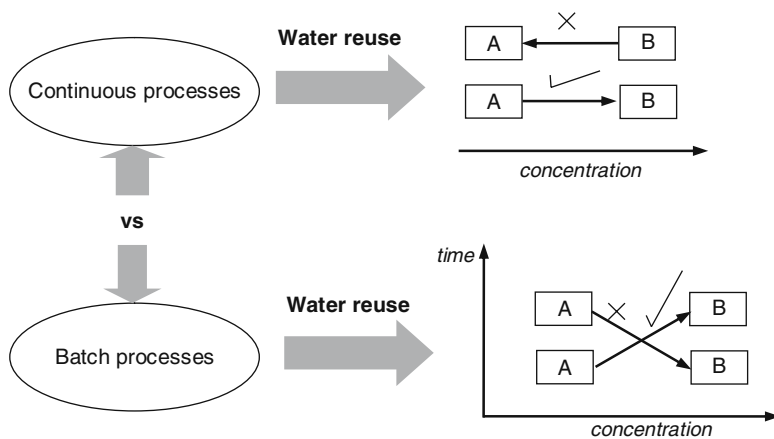 Water reuse
A B
Continuous processes
A B
concentration
vs
time
Water reuse
A B
Batch processes
A B
concentration